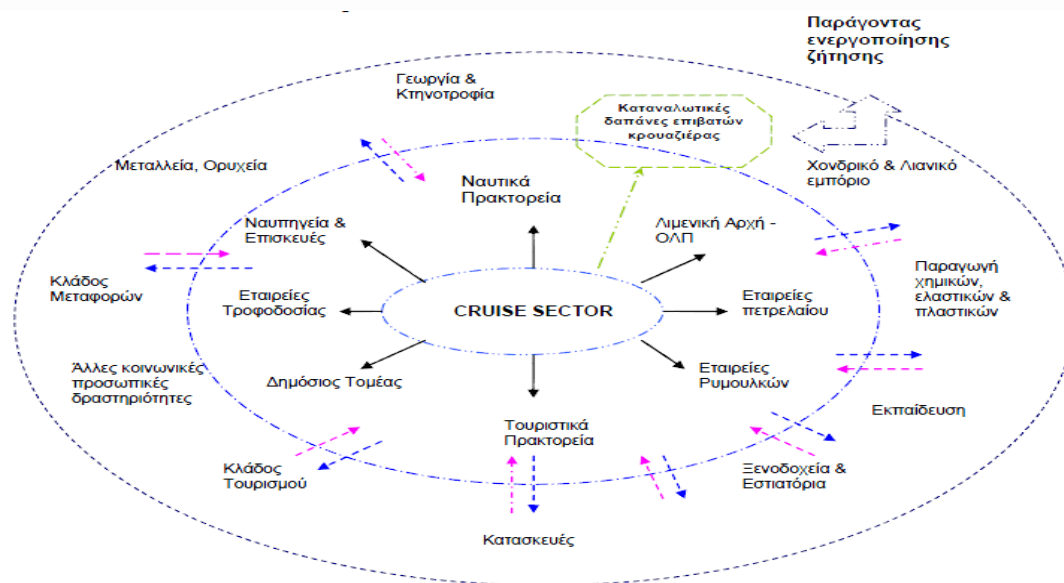 Παράγοντας
ενεργοποίησης
ζήτησης
Γεωργία &
Κτηνοτροφία
Καταναλωτικές
δαπάνες επιβατών
κρουαζιέρας
Μεταλλεία, Ορυχεία
Χονδρικό & Λιανικό
εμπόριο
Ναυτικά
Πρακτορεία
Ναυπηγεία &
Επισκευές
Λιμενική Αρχή -
ΟΛΠ
Κλάδος
Μεταφορών
Εταιρείες
Τροφοδοσίας
CRUISE SECTOR
Εταιρείες
πετρελαίου
Παραγωγή
χημικών,
ελαστικών &
πλαστικών
Άλλες κοινωνικές
προσωπικές
δραστηριότητες
Δημόσιος Τομέας
Εταιρείες
Ρυμουλκών
Εκπαίδευση
Τουριστικά
Πρακτορεία
Κλάδος
Τουρισμού
Ξενοδοχεία &
Εστιατόρια
Κατασκευές